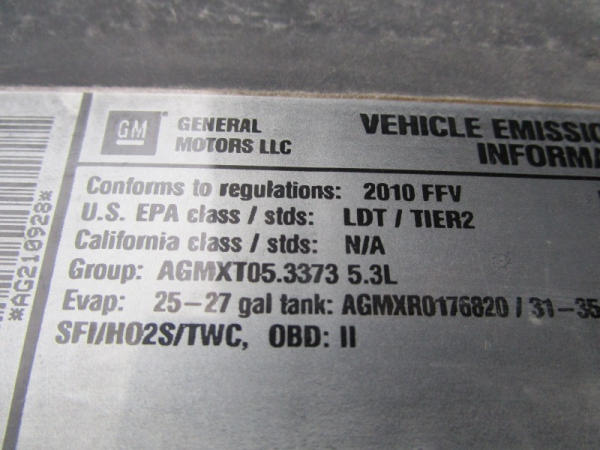 GM GENERAL MOTORS LLC
VEHICLE EMISSIO
INFORMA
Conforms to regulations: 2010 FFV
U.S. EPA class / stds: LDT / TIER2
California class / stds: N/A
Group: AGMXT05.3373 5.3L
Evap: 25-27 gal tank: AGMXR0176820 / 31-35
SFI/HO2S/TWC, OBD: II
*AG210928*